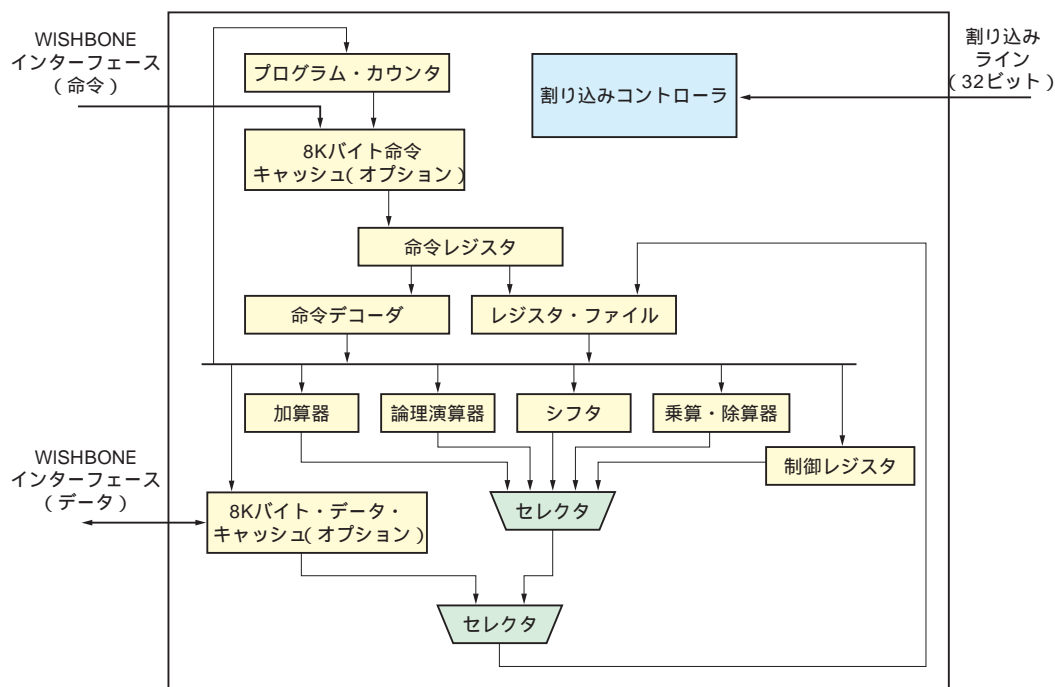 WISHBONE
インターフェース
(命令)
プログラム・カウンタ
割り込みコントローラ
割り込み
ライン
(32ビット)
8Kバイト命令
キャッシュ(オプション)
命令レジスタ
命令デコーダ
レジスタ・ファイル
加算器
論理演算器
シフタ
乗算・除算器
制御レジスタ
WISHBONE
インターフェース
(データ)
8Kバイト・データ・
キャッシュ(オプション)
セレクタ
セレクタ